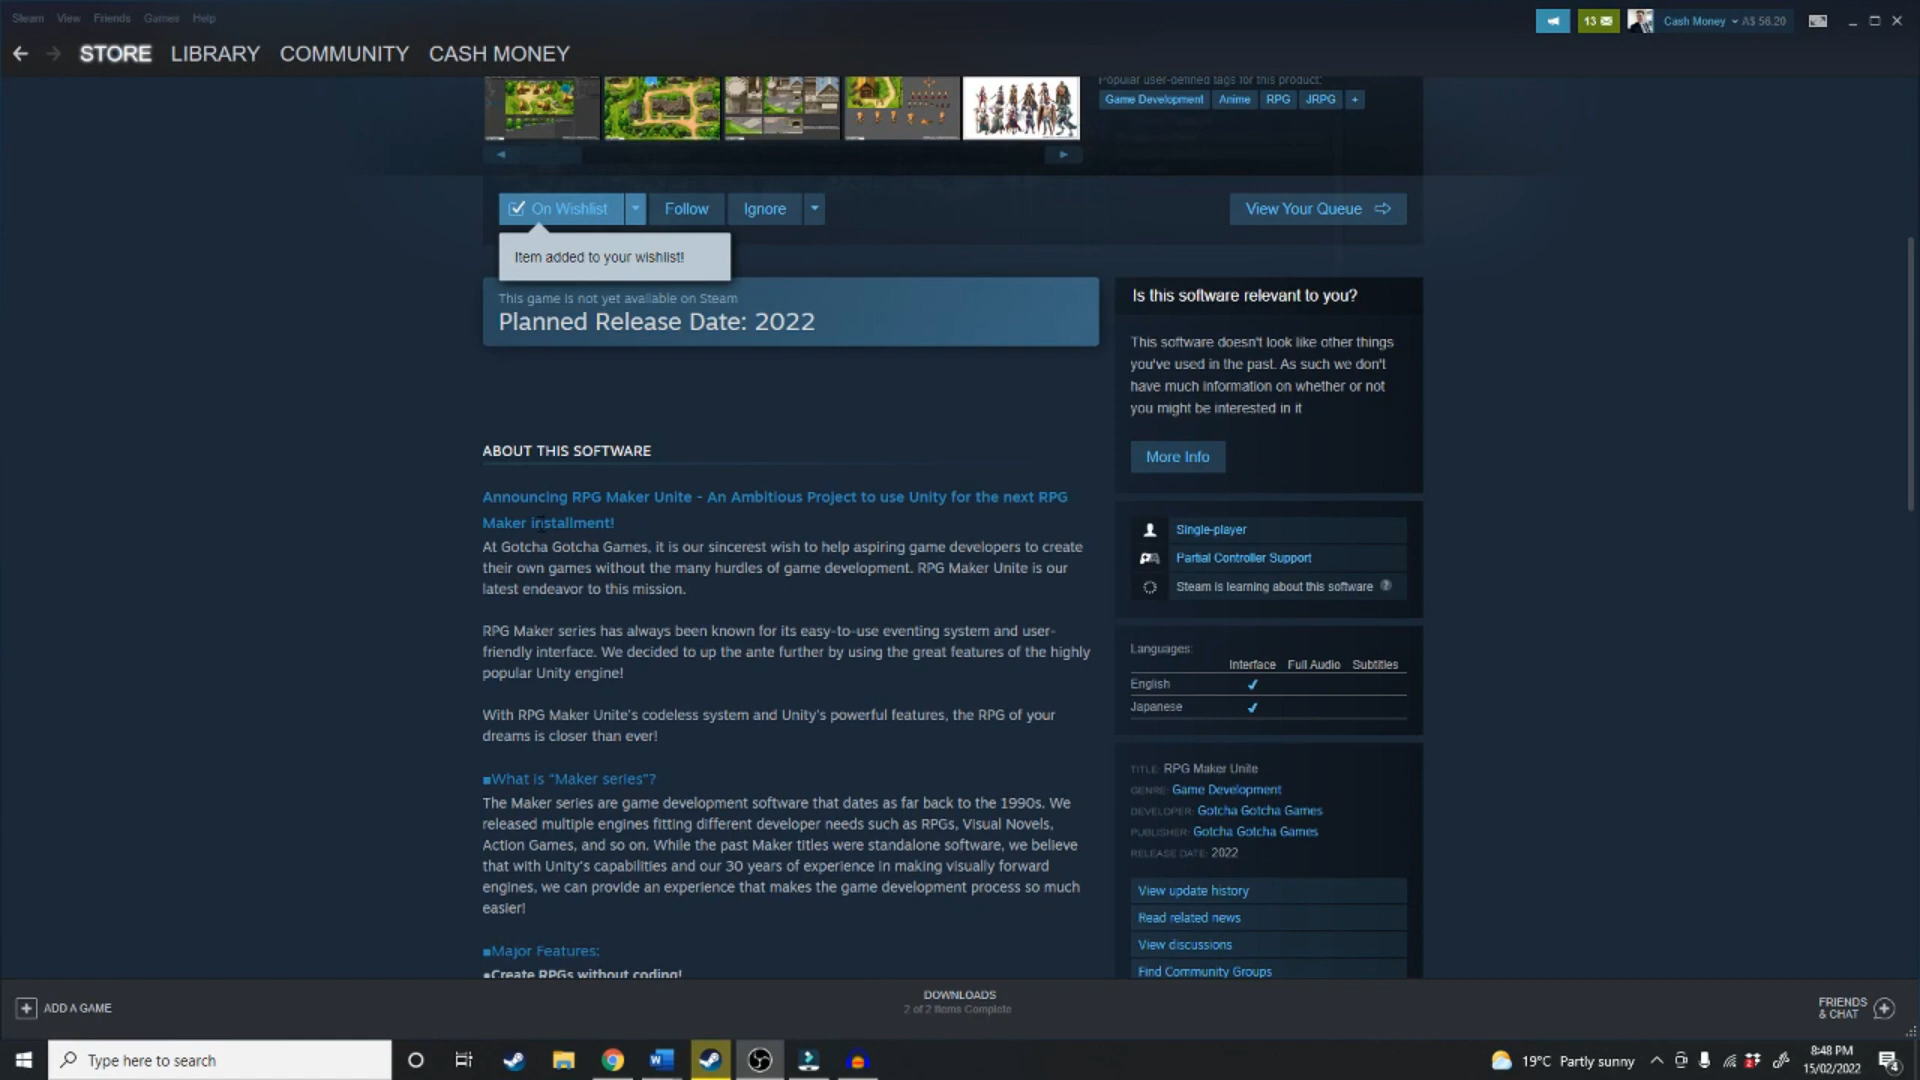 Steam View Friends Games Help
13
Cash Money
A$ 56.20
STORE LIBRARY COMMUNITY CASH MONEY
Popular user-defined tags for this product:
Game Development Anime RPG JRPG +
On Wishlist Follow Ignore View Your Queue
Item added to your wishlist!
This game is not yet available on Steam
Planned Release Date: 2022
ABOUT THIS SOFTWARE
Announcing RPG Maker Unite - An Ambitious Project to use Unity for the next RPG
Maker installment!
At Gotcha Gotcha Games, it is our sincerest wish to help aspiring game developers to create
their own games without the many hurdles of game development. RPG Maker Unite is our
latest endeavor to this mission.
RPG Maker series has always been known for its easy-to-use eventing system and user-
friendly interface. We decided to up the ante further by using the great features of the highly
popular Unity engine!
With RPG Maker Unite's codeless system and Unity's powerful features, the RPG of your
dreams is closer than ever!
■What is “Maker series”?
The Maker series are game development software that dates as far back to the 1990s. We
released multiple engines fitting different developer needs such as RPGs, Visual Novels,
Action Games, and so on. While the past Maker titles were standalone software, we believe
that with Unity's capabilities and our 30 years of experience in making visually forward
engines, we can provide an experience that makes the game development process so much
easier!
■Major Features:
●Create RPGs without coding!
Is this software relevant to you?
This software doesn't look like other things
you've used in the past. As such we don't
have much information on whether or not
you might be interested in it
More Info
Single-player
Partial Controller Support
Steam is learning about this software ?
Languages:
Interface Full Audio Subtitles
English ✔
Japanese ✔
TITLE: RPG Maker Unite
GENRE: Game Development
DEVELOPER: Gotcha Gotcha Games
PUBLISHER: Gotcha Gotcha Games
RELEASE DATE: 2022
View update history
Read related news
View discussions
Find Community Groups
+ ADD A GAME
DOWNLOADS
2 of 2 Items Complete
FRIENDS
& CHAT
Type here to search
19°C Partly sunny
8:48 PM
15/02/2022
4